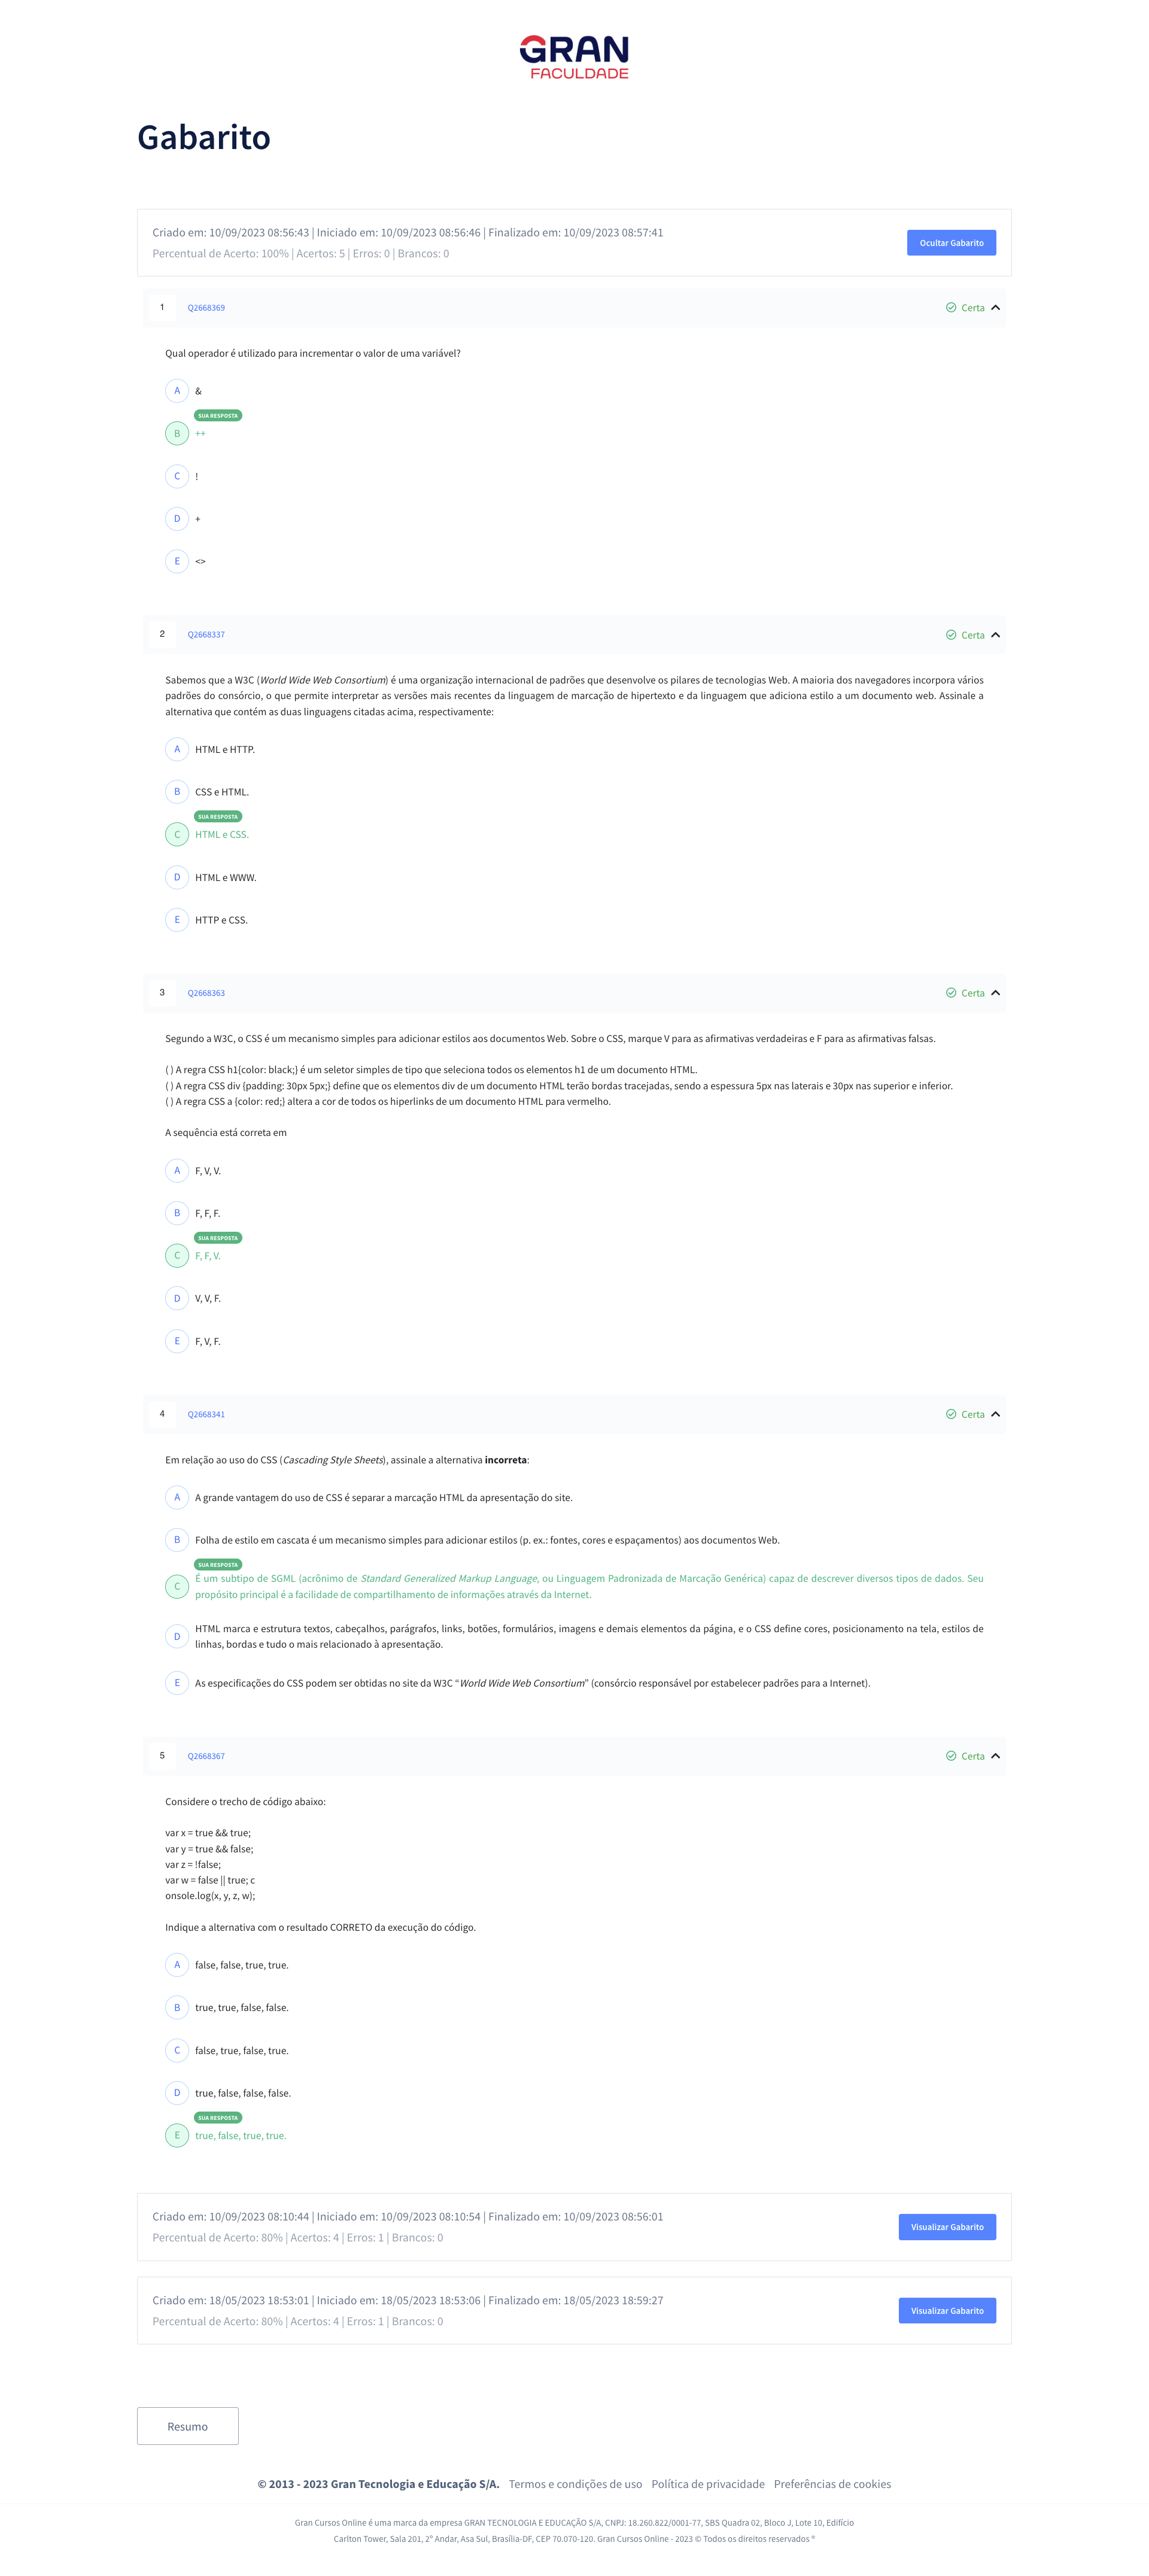 GRAN
FACULDADE
Gabarito
Criado em: 10/09/2023 08:56:43 | Iniciado em: 10/09/2023 08:56:46 | Finalizado em: 10/09/2023 08:57:41
Percentual de Acerto: 100% | Acertos: 5 | Erros: 0 | Brancos: 0
Ocultar Gabarito
1 Q2668369 Certa
Qual operador é utilizado para incrementar o valor de uma variável?
A &
SUA RESPOSTA
B ++
C !
D +
E <>
2 Q2668337 Certa
Sabemos que a W3C (World Wide Web Consortium) é uma organização internacional de padrões que desenvolve os pilares de tecnologias Web. A maioria dos navegadores incorpora vários
padrões do consórcio, o que permite interpretar as versões mais recentes da linguagem de marcação de hipertexto e da linguagem que adiciona estilo a um documento web. Assinale a
alternativa que contém as duas linguagens citadas acima, respectivamente:
A HTML e HTTP.
B CSS e HTML.
SUA RESPOSTA
C HTML e CSS.
D HTML e WWW.
E HTTP e CSS.
3 Q2668363 Certa
Segundo a W3C, o CSS é um mecanismo simples para adicionar estilos aos documentos Web. Sobre o CSS, marque V para as afirmativas verdadeiras e F para as afirmativas falsas.
( ) A regra CSS h1{color: black;} é um seletor simples de tipo que seleciona todos os elementos h1 de um documento HTML.
( ) A regra CSS div {padding: 30px 5px;} define que os elementos div de um documento HTML terão bordas tracejadas, sendo a espessura 5px nas laterais e 30px nas superior e inferior.
( ) A regra CSS a {color: red;} altera a cor de todos os hiperlinks de um documento HTML para vermelho.
A sequência está correta em
A F, V, V.
B F, F, F.
SUA RESPOSTA
C F, F, V.
D V, V, F.
E F, V, F.
4 Q2668341 Certa
Em relação ao uso do CSS (Cascading Style Sheets), assinale a alternativa incorreta:
A A grande vantagem do uso de CSS é separar a marcação HTML da apresentação do site.
B Folha de estilo em cascata é um mecanismo simples para adicionar estilos (p. ex.: fontes, cores e espaçamentos) aos documentos Web.
SUA RESPOSTA
C É um subtipo de SGML (acrônimo de Standard Generalized Markup Language, ou Linguagem Padronizada de Marcação Genérica) capaz de descrever diversos tipos de dados. Seu
propósito principal é a facilidade de compartilhamento de informações através da Internet.
D HTML marca e estrutura textos, cabeçalhos, parágrafos, links, botões, formulários, imagens e demais elementos da página, e o CSS define cores, posicionamento na tela, estilos de
linhas, bordas e tudo o mais relacionado à apresentação.
E As especificações do CSS podem ser obtidas no site da W3C “World Wide Web Consortium” (consórcio responsável por estabelecer padrões para a Internet).
5 Q2668367 Certa
Considere o trecho de código abaixo:
var x = true && true;
var y = true && false;
var z = !false;
var w = false || true; c
onsole.log(x, y, z, w);
Indique a alternativa com o resultado CORRETO da execução do código.
A false, false, true, true.
B true, true, false, false.
C false, true, false, true.
D true, false, false, false.
SUA RESPOSTA
E true, false, true, true.
Criado em: 10/09/2023 08:10:44 | Iniciado em: 10/09/2023 08:10:54 | Finalizado em: 10/09/2023 08:56:01
Percentual de Acerto: 80% | Acertos: 4 | Erros: 1 | Brancos: 0
Visualizar Gabarito
Criado em: 18/05/2023 18:53:01 | Iniciado em: 18/05/2023 18:53:06 | Finalizado em: 18/05/2023 18:59:27
Percentual de Acerto: 80% | Acertos: 4 | Erros: 1 | Brancos: 0
Visualizar Gabarito
Resumo
© 2013 - 2023 Gran Tecnologia e Educação S/A. Termos e condições de uso Política de privacidade Preferências de cookies
Gran Cursos Online é uma marca da empresa GRAN TECNOLOGIA E EDUCAÇÃO S/A, CNPJ: 18.260.822/0001-77, SBS Quadra 02, Bloco J, Lote 10, Edifício
Carlton Tower, Sala 201, 2º Andar, Asa Sul, Brasília-DF, CEP 70.070-120. Gran Cursos Online - 2023 © Todos os direitos reservados ®